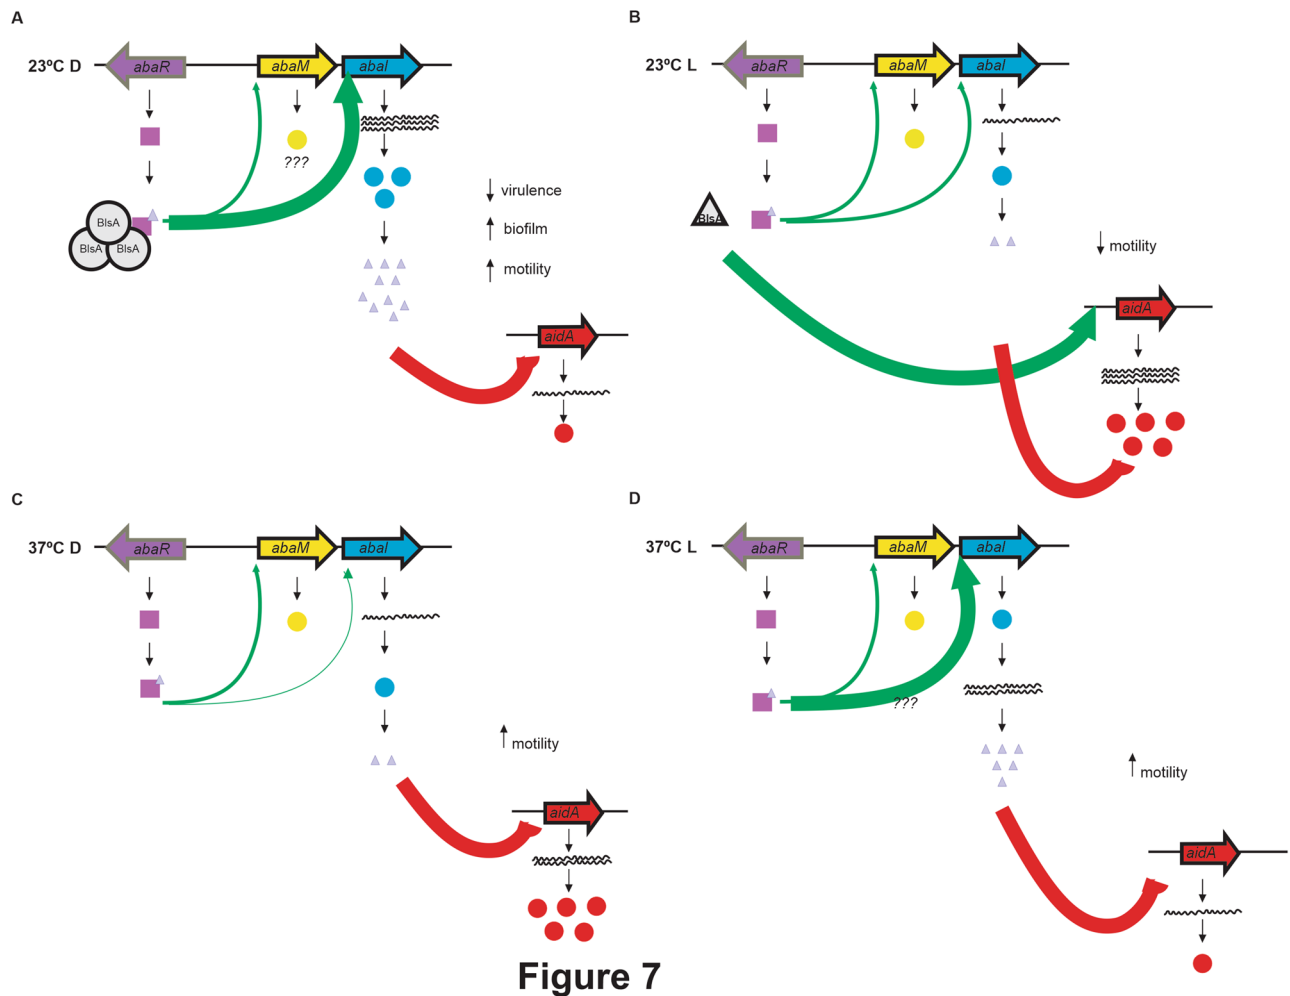 A
23ºC D
abaR
abaM
abaI
???
BlsA
BlsA
BlsA
virulence
biofilm
motility
aidA
B
23ºC L
abaR
abaM
abaI
BlsA
motility
aidA
C
37ºC D
abaR
abaM
abaI
motility
aidA
D
37ºC L
abaR
abaM
abaI
???
motility
aidA
Figure 7